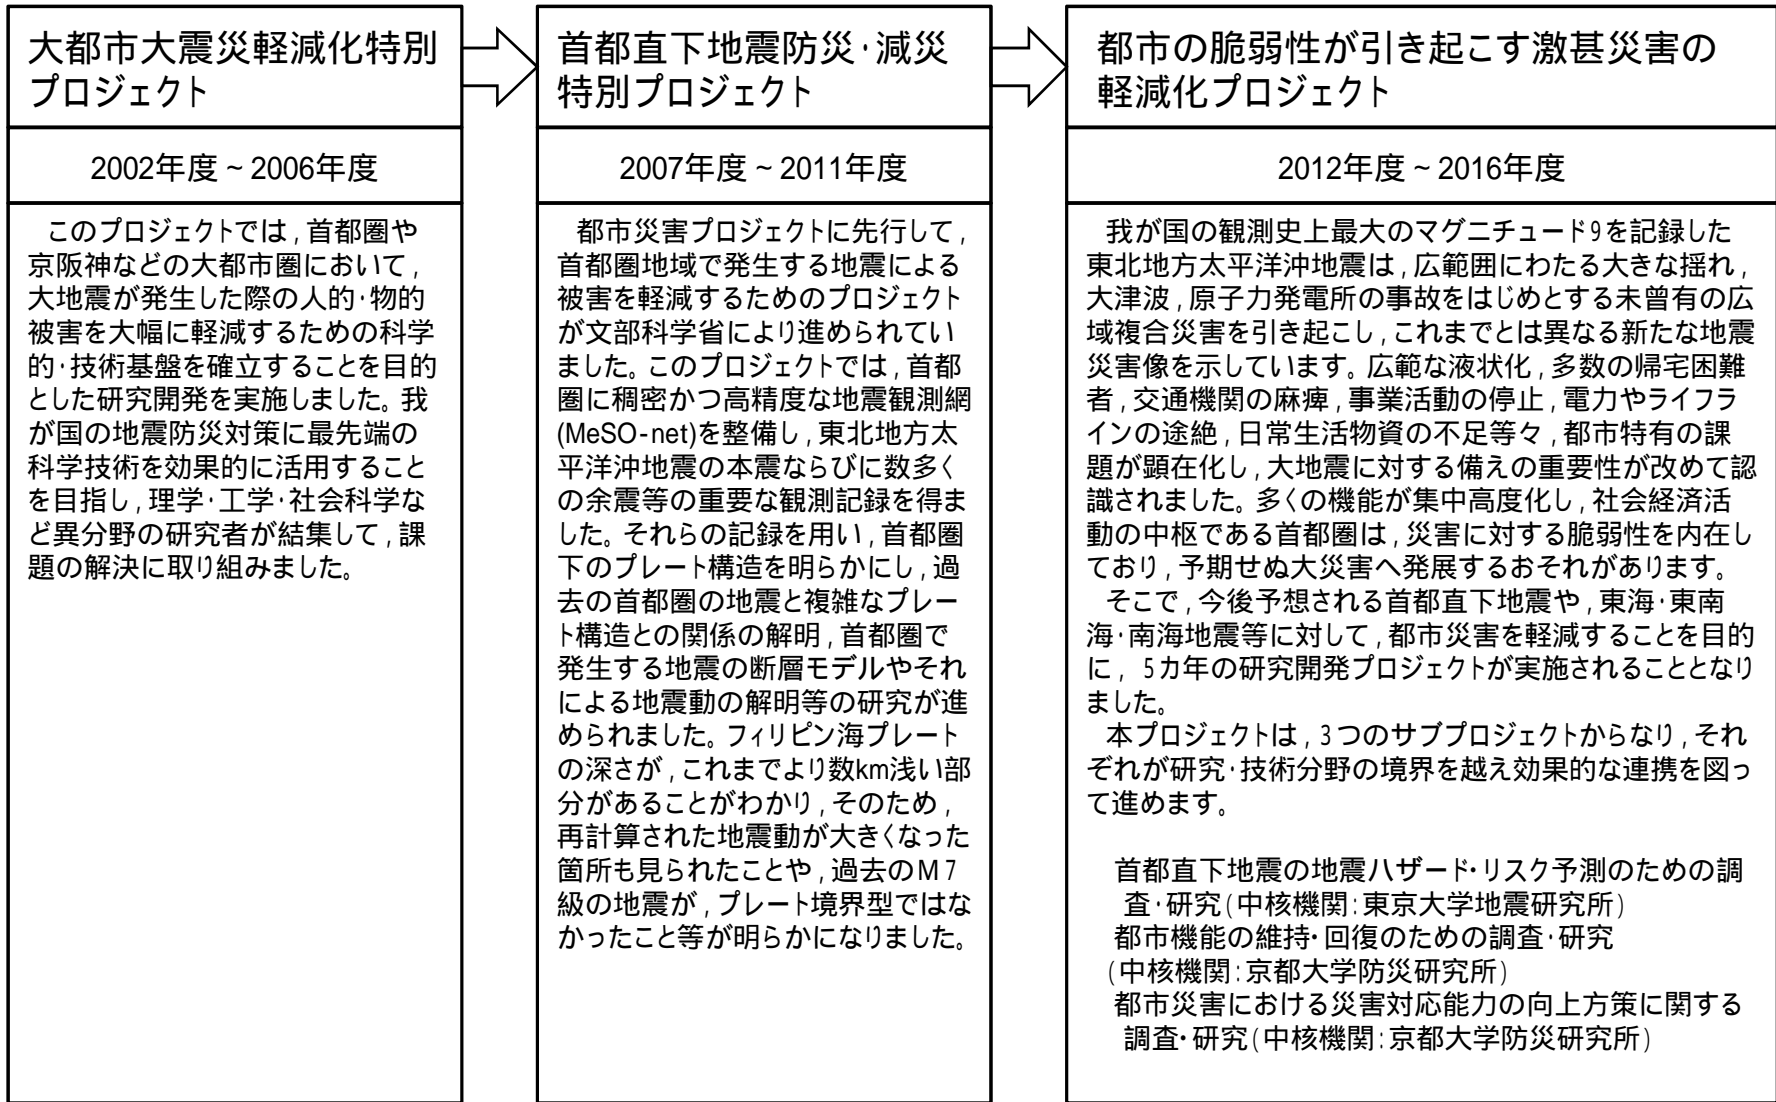 大都市大震災軽減化特別
プロジェクト
2002年度~2006年度
このプロジェクトでは,首都圏や
京阪神などの大都市圏において,
大地震が発生した際の人的·物的
被害を大幅に軽減するための科学
的·技術基盤を確立することを目的
とした研究開発を実施しました。我
が国の地震防災対策に最先端の
科学技術を効果的に活用すること
を目指し,理学·工学·社会科学な
ど異分野の研究者が結集して,課
題の解決に取り組みました。
首都直下地震防災·減災
特別プロジェクト
2007年度~2011年度
都市災害プロジェクトに先行して,
首都圏地域で発生する地震による
被害を軽減するためのプロジェクト
が文部科学省により進められてい
ました。このプロジェクトでは,首都
圏に稠密かつ高精度な地震観測網
(MeSO-net)を整備し,東北地方太
平洋沖地震の本震ならびに数多く
の余震等の重要な観測記録を得ま
した。それらの記録を用い,首都圏
下のプレート構造を明らかにし,過
去の首都圏の地震と複雑なプレー
ト構造との関係の解明,首都圏で
発生する地震の断層モデルやそれ
による地震動の解明等の研究が進
められました。フィリピン海プレート
の深さが,これまでより数km浅い部
分があることがわかり,そのため,
再計算された地震動が大きくなった
箇所も見られたことや,過去のM7
級の地震が,プレート境界型ではな
かったこと等が明らかになりました。
都市の脆弱性が引き起こす激甚災害の
軽減化プロジェクト
2012年度~2016年度
我が国の観測史上最大のマグニチュード9を記録した
東北地方太平洋沖地震は,広範囲にわたる大きな揺れ,
大津波,原子力発電所の事故をはじめとする未曾有の広
域複合災害を引き起こし,これまでとは異なる新たな地震
災害像を示しています。広範な液状化,多数の帰宅困難
者,交通機関の麻痺,事業活動の停止,電力やライフラ
インの途絶,日常生活物資の不足等々,都市特有の課
題が顕在化し,大地震に対する備えの重要性が改めて認
識されました。多くの機能が集中高度化し,社会経済活
動の中枢である首都圏は,災害に対する脆弱性を内在し
ており,予期せぬ大災害へ発展するおそれがあります。
そこで,今後予想される首都直下地震や,東海·東南
海·南海地震等に対して,都市災害を軽減することを目的
に,5カ年の研究開発プロジェクトが実施されることとなり
ました。
本プロジェクトは,3つのサブプロジェクトからなり,それ
ぞれが研究·技術分野の境界を越え効果的な連携を図っ
て進めます。
首都直下地震の地震ハザード・リスク予測のための調
査·研究(中核機関:東京大学地震研究所)
都市機能の維持・回復のための調査·研究
(中核機関:京都大学防災研究所)
都市災害における災害対応能力の向上方策に関する
調査・研究(中核機関:京都大学防災研究所)